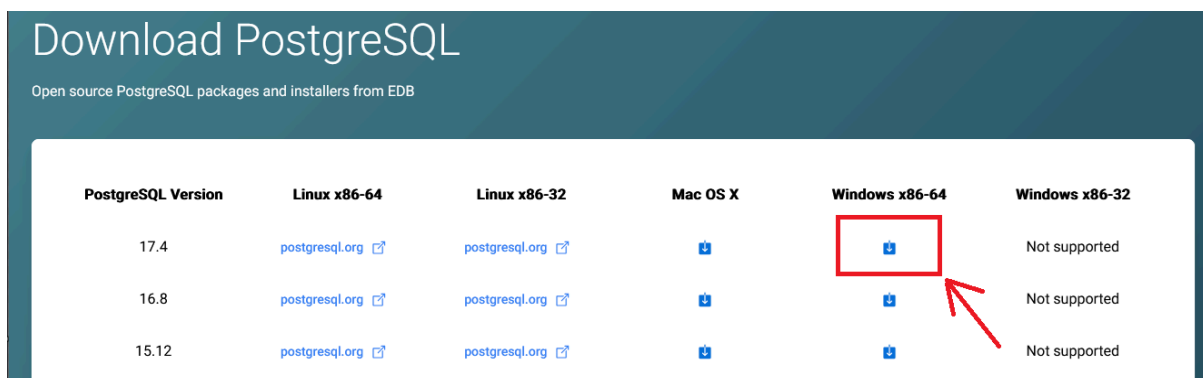 Download PostgreSQL
Open source PostgreSQL packages and installers from EDB
PostgreSQL Version Linux x86-64 Linux x86-32 Mac OS X Windows x86-64 Windows x86-32
17.4 postgresql.org postgresql.org Not supported
16.8 postgresql.org postgresql.org Not supported
15.12 postgresql.org postgresql.org Not supported